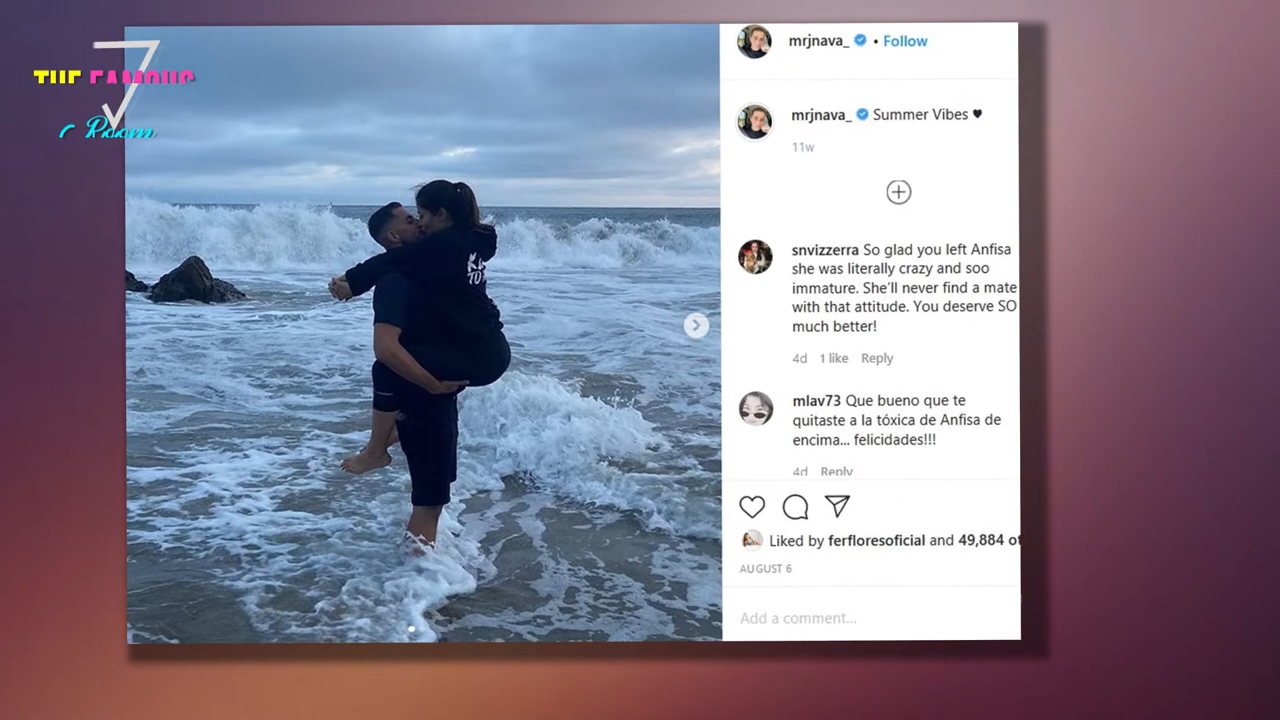 THE FAMOUS
Room
mrjnava_ • Follow
mrjnava_ Summer Vibes ♥
11w
snvizzerra So glad you left Anfisa
she was literally crazy and soo
immature. She'll never find a mate
with that attitude. You deserve SO
much better!
4d 1 like Reply
mlav73 Que bueno que te
quitaste a la tóxica de Anfisa de
encima... felicidades!!!
4d Reply
Liked by ferfloresoficial and 49,884
AUGUST 6
Add a comment...